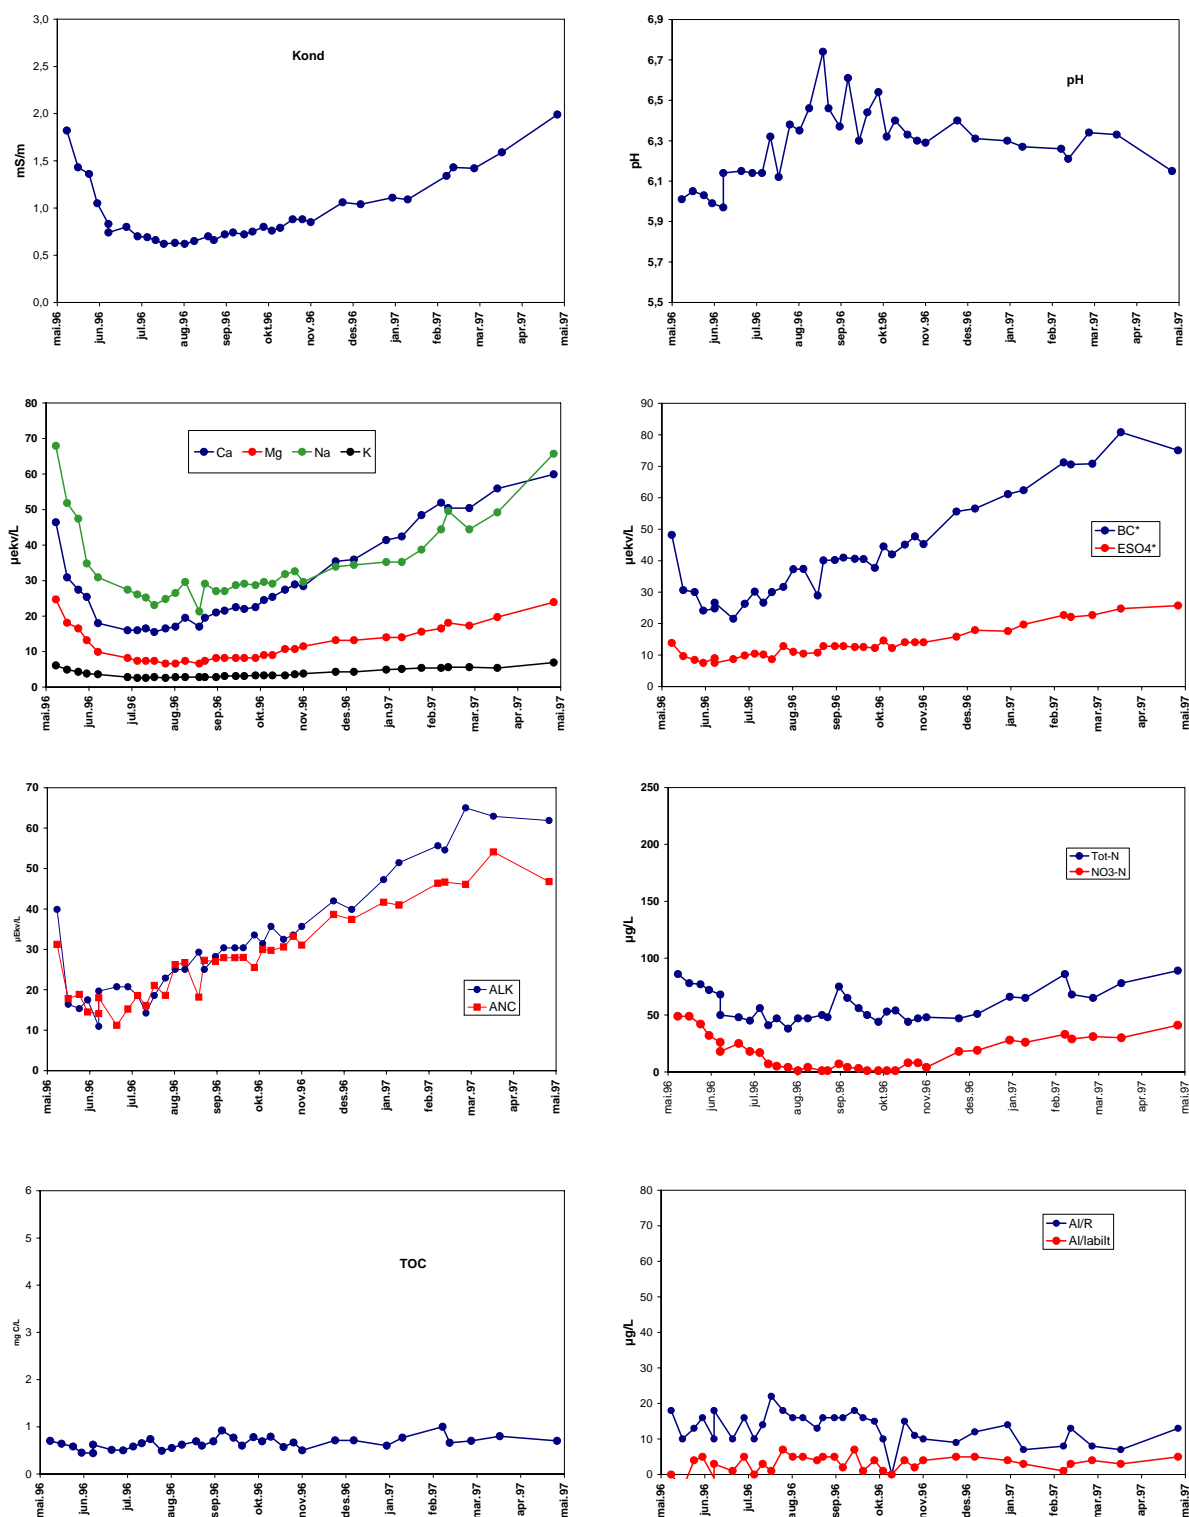 Kond
mS/m
3,0
2,5
2,0
1,5
1,0
0,5
0,0
mai.96 jun.96 jul.96 aug.96 sep.96 okt.96 nov.96 des.96 jan.97 feb.97 mar.97 apr.97 mai.97
pH
pH
6,9
6,7
6,5
6,3
6,1
5,9
5,7
5,5
mai.96 jun.96 jul.96 aug.96 sep.96 okt.96 nov.96 des.96 jan.97 feb.97 mar.97 apr.97 mai.97
µekv/L
80
70
60
50
40
30
20
10
0
Ca Mg Na K
mai.96 jun.96 jul.96 aug.96 sep.96 okt.96 nov.96 des.96 jan.97 feb.97 mar.97 apr.97 mai.97
µekv/L
90
80
70
60
50
40
30
20
10
0
BC*
ESO4*
mai.96 jun.96 jul.96 aug.96 sep.96 okt.96 nov.96 des.96 jan.97 feb.97 mar.97 apr.97 mai.97
µEkv/L
70
60
50
40
30
20
10
0
ALK
ANC
mai.96 jun.96 jul.96 aug.96 sep.96 okt.96 nov.96 des.96 jan.97 feb.97 mar.97 apr.97 mai.97
µg/L
250
200
150
100
50
0
Tot-N
NO3-N
mai.96 jun.96 jul.96 aug.96 sep.96 okt.96 nov.96 des.96 jan.97 feb.97 mar.97 apr.97 mai.97
TOC
mg C/L
6
5
4
3
2
1
0
mai.96 jun.96 jul.96 aug.96 sep.96 okt.96 nov.96 des.96 jan.97 feb.97 mar.97 apr.97 mai.97
µg/L
80
70
60
50
40
30
20
10
0
Al/R
Al/labilt
mai.96 jun.96 jul.96 aug.96 sep.96 okt.96 nov.96 des.96 jan.97 feb.97 mar.97 apr.97 mai.97